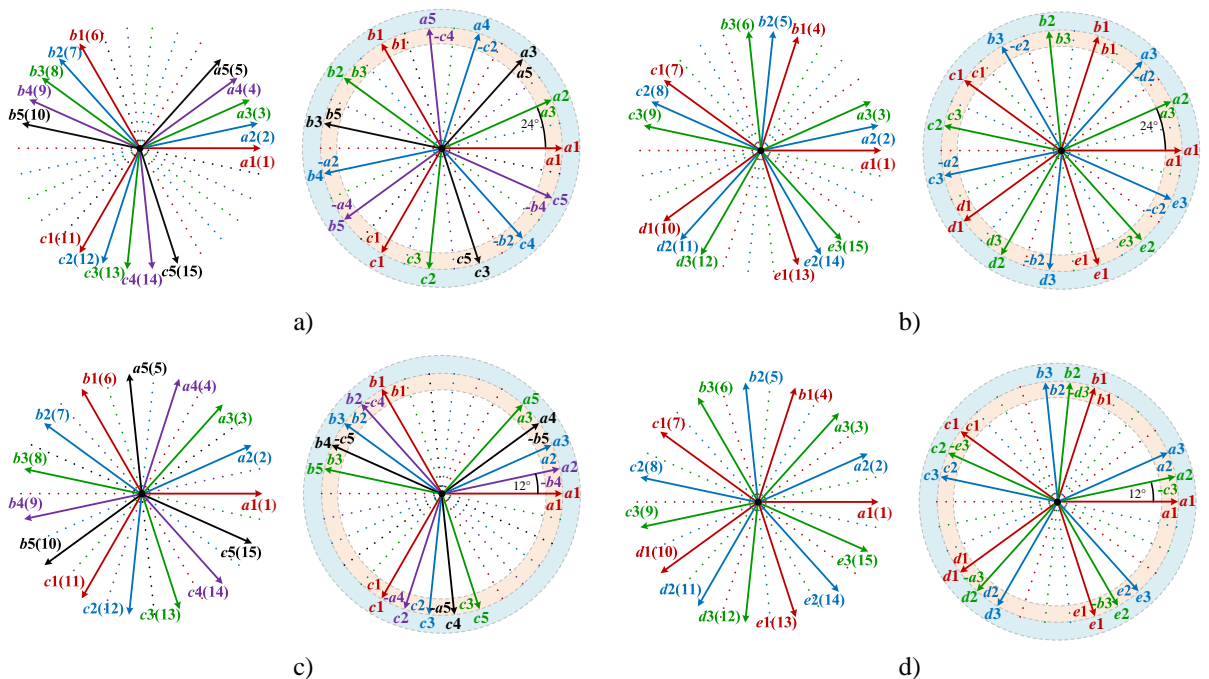 b1(6)
b2(7)
b3(8)
b4(9)
b5(10)
a5(5)
a4(4)
a3(3)
a2(2)
a1(1)
c1(11)
c2(12)
c3(13)
c4(14)
c5(15)
a5
-c4
a4
-c2
b1
b1
a3
a5
b2
b3
a2
a3
24°
b3
b5
a1
a1
-a2
b4
-a4
b5
c5
-b4
c4
-b2
c1
c1
c3
c2
c5
c3
a)
b3(6)
b2(5)
b1(4)
c1(7)
c2(8)
c3(9)
a3(3)
a2(2)
a1(1)
d1(10)
d2(11)
d3(12)
e1(13)
e2(14)
e3(15)
b2
b3
b3
-e2
b1
b1
a3
-d2
c1
c1
a2
a3
24°
c3
c2
a1
a1
-a2
c3
e3
-c2
d1
d1
d3
d2
-b2
d3
e1
e1
e3
e2
b)
a5(5)
a4(4)
b1(6)
b2(7)
a3(3)
b3(8)
a2(2)
b4(9)
a1(1)
b5(10)
c5(15)
c1(11)
c4(14)
c2(12)
c3(13)
b1
b1
b2
-c4
a5
a3
b3
b2
a4
-b5
b4
-c5
a3
a2
b5
b3
a2
-b4
12°
a1
a1
c1
c1
-a4
c2
c2
c3
-a5
c4
c3
c5
c)
b3(6)
b2(5)
b1(4)
c1(7)
a3(3)
c2(8)
a2(2)
c3(9)
a1(1)
d1(10)
e3(15)
d2(11)
e2(14)
d3(12)
e1(13)
b3
b2
b2
-d3
b1
b1
c1
c1
c2
-e3
a3
a2
c3
c2
a2
-c3
12°
a1
a1
d1
d1
-a3
d2
d2
d3
e1
e1
-b3
e2
e2
e3
d)